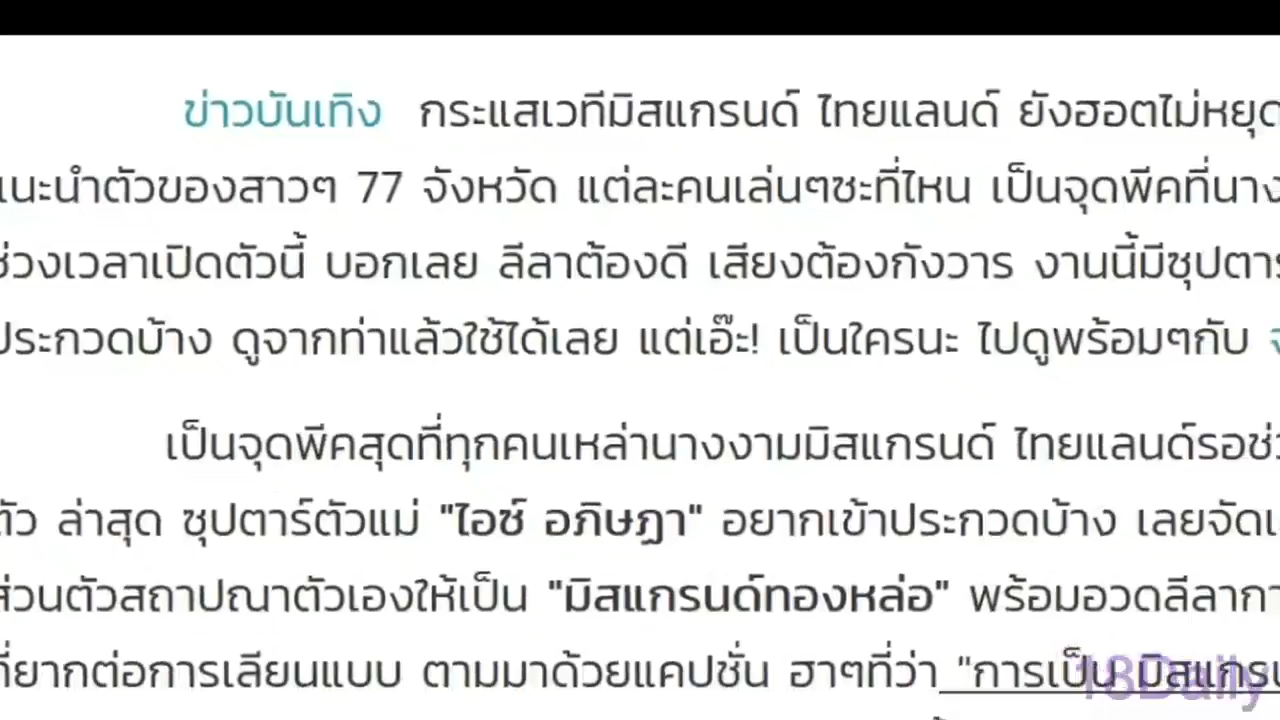 ข่าวบันเทิง กระแสเวทีมิสแกรนด์ ไทยแลนด์ ยังฮอตไม่หยุด
แนะนำตัวของสาวๆ 77 จังหวัด แต่ละคนเล่นๆซะที่ไหน เป็นจุดพีคที่นาง
ช่วงเวลาเปิดตัวนี้ บอกเลย ลีลาต้องดี เสียงต้องกังวาร งานนี้มีซุปตาร
ประกวดบ้าง ดูจากท่าแล้วใช้ได้เลย แต่เอ๊ะ! เป็นใครนะ ไปดูพร้อมๆกับ
เป็นจุดพีคสุดที่ทุกคนเหล่านางงามมิสแกรนด์ ไทยแลนด์รอช่ว
ตัว ล่าสุด ซุปตาร์ตัวแม่ "ไอซ์ อภิษฎา" อยากเข้าประกวดบ้าง เลยจัดเ
ส่วนตัวสถาปณาตัวเองให้เป็น "มิสแกรนด์ทองหล่อ" พร้อมอวดลีลากา
ที่ยากต่อการเลียนแบบ ตามมาด้วยแคปชั่น ฮาๆที่ว่า "การเป็น มิสแกรน
18Daily